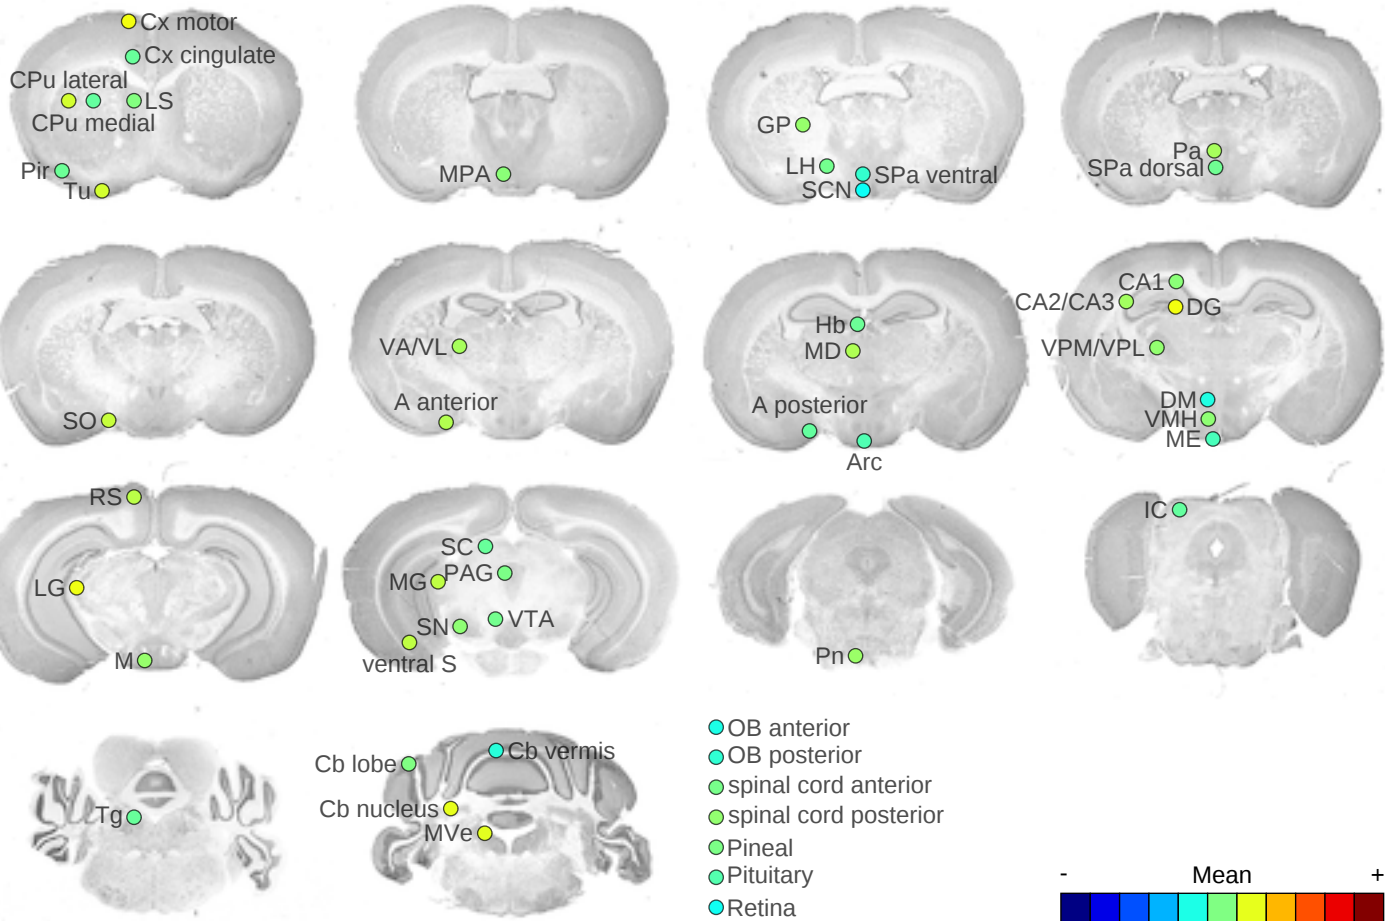 Cx motor
Cx cingulate
CPu lateral
LS
CPu medial
Pir
Tu
MPA
GP
LH
SPa ventral
SCN
Pa
SPa dorsal
SO
VA/VL
A anterior
Hb
MD
A posterior
Arc
CA1
CA2/CA3
DG
VPM/VPL
DM
VMH
ME
RS
LG
M
SC
PAG
MG
VTA
SN
ventral S
Pn
IC
Tg
Cb vermis
Cb lobe
Cb nucleus
MVe
OB anterior
OB posterior
spinal cord anterior
spinal cord posterior
Pineal
Pituitary
Retina
- Mean +